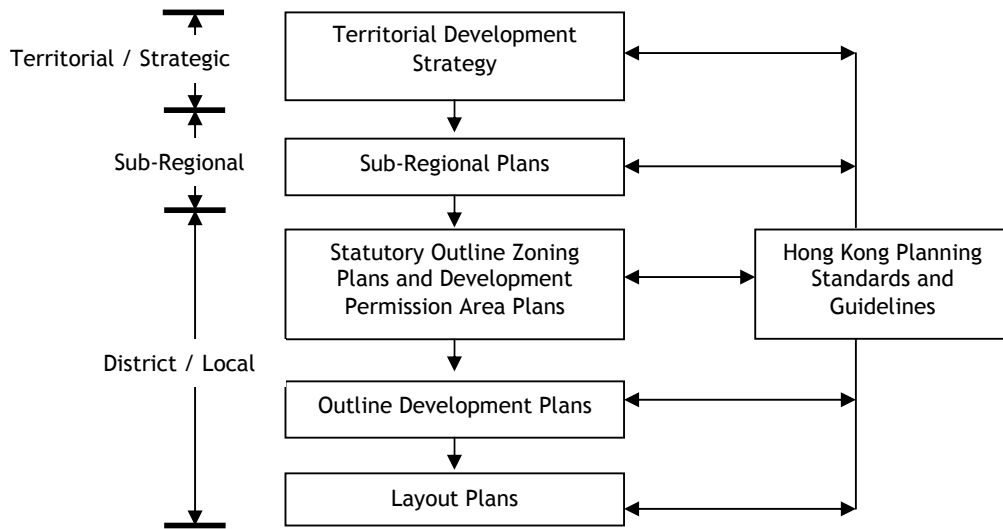 Territorial / Strategic
Territorial Development
Strategy
Sub-Regional
Sub-Regional Plans
Statutory Outline Zoning
Plans and Development
Permission Area Plans
Hong Kong Planning
Standards and
Guidelines
District / Local
Outline Development Plans
Layout Plans